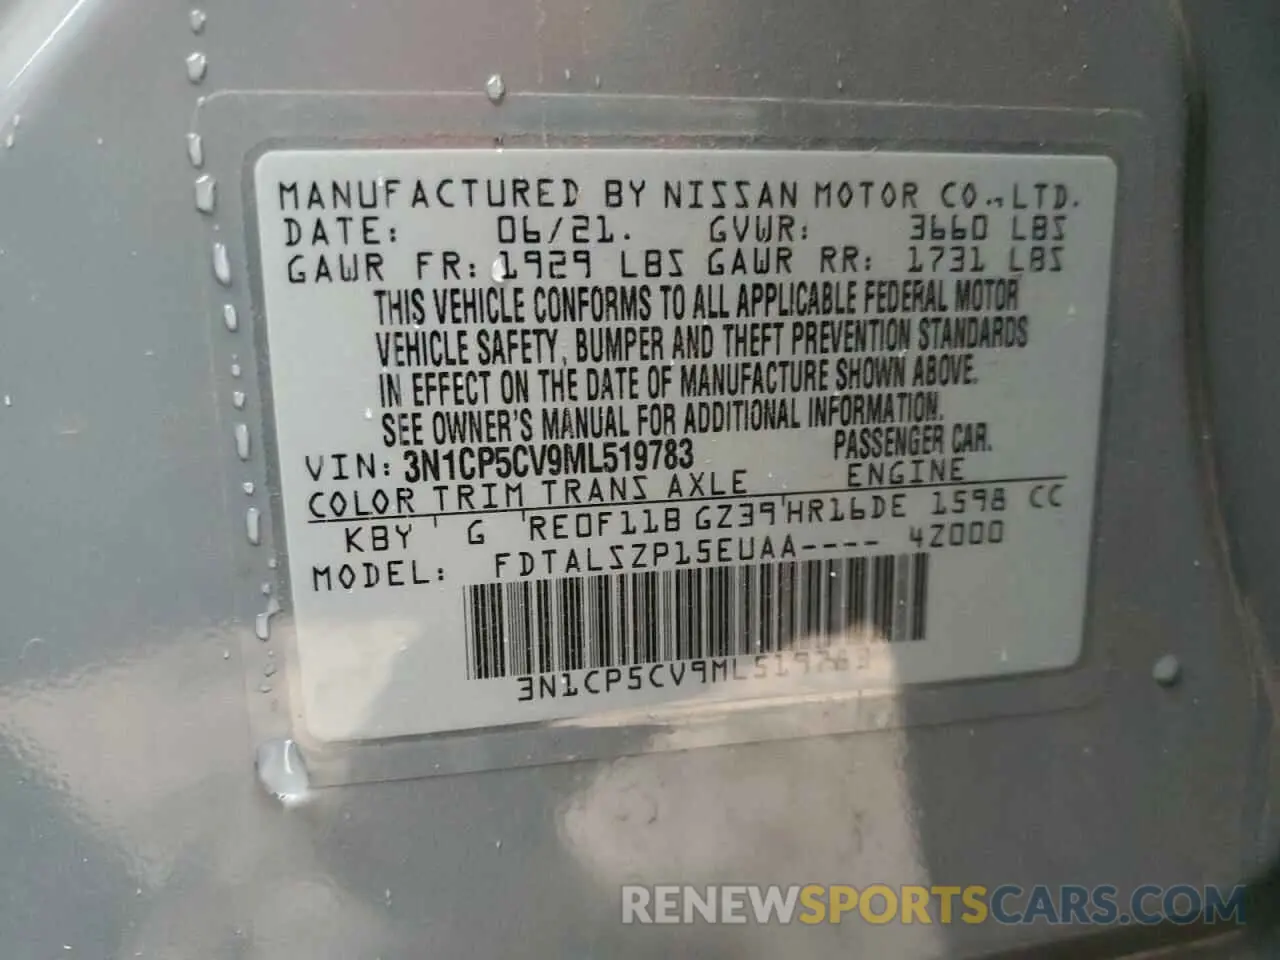 MANUFACTURED BY NISSAN MOTOR CO.,LTD.
DATE: 06/21. GVWR: 3660 LBS
GAWR FR: 1929 LBS GAWR RR: 1731 LBS
THIS VEHICLE CONFORMS TO ALL APPLICABLE FEDERAL MOTOR
VEHICLE SAFETY, BUMPER AND THEFT PREVENTION STANDARDS
IN EFFECT ON THE DATE OF MANUFACTURE SHOWN ABOVE.
SEE OWNER'S MANUAL FOR ADDITIONAL INFORMATION.
VIN: 3N1CP5CV9ML519783 PASSENGER CAR.
COLOR TRIM TRANS AXLE ENGINE
KBY G RE0F11B GZ39 HR16DE 1598 CC
MODEL: FDTALSZP15EUAA---- 4Z000
3N1CP5CV9ML519783
RENEWSPORTSCARS.COM